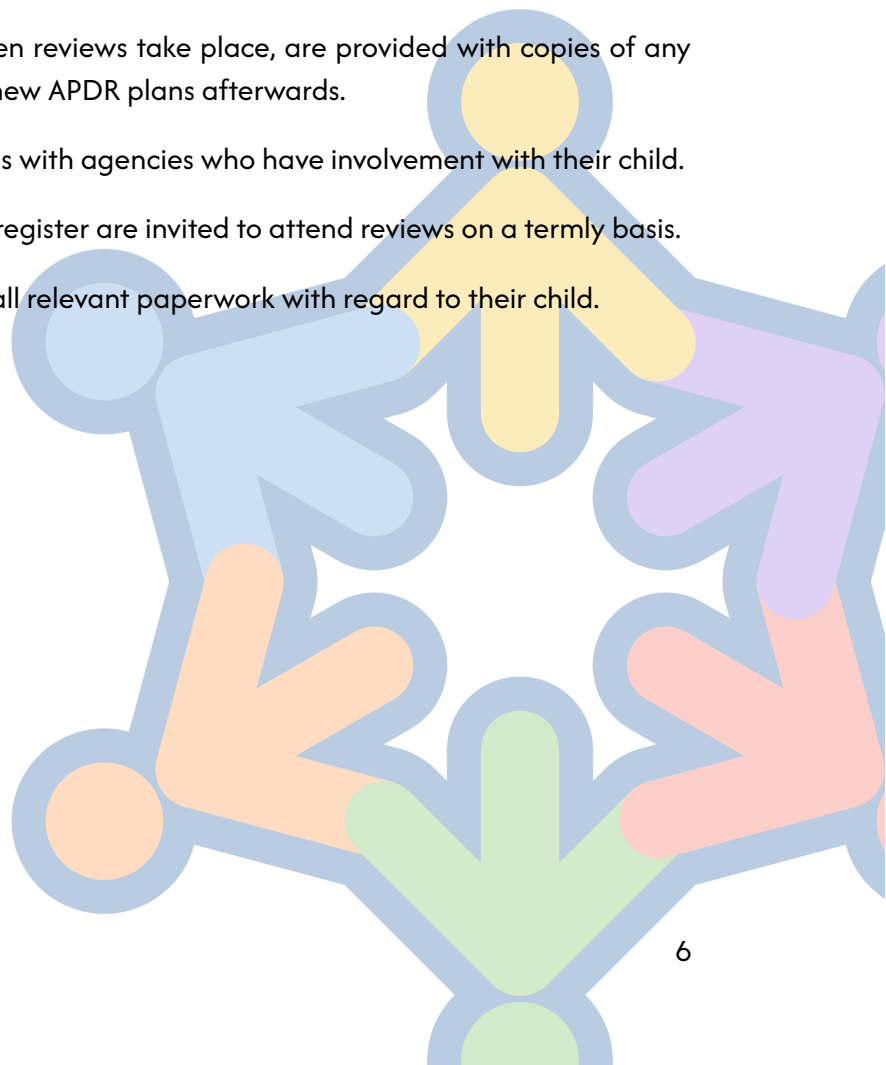 reviews take place, are provided with copies of any
new APDR plans afterwards.
with agencies who have involvement with their child.
register are invited to attend reviews on a termly basis.
all relevant paperwork with regard to their child.
6